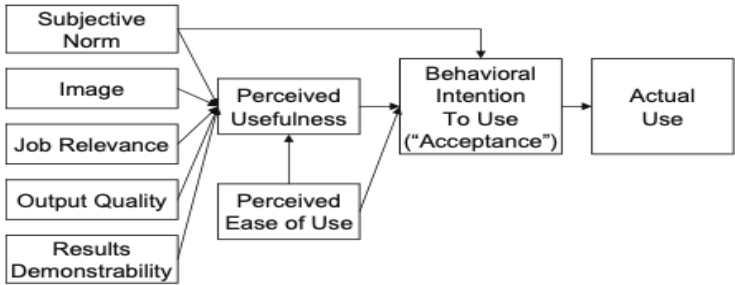 Subjective
Norm
Image
Job Relevance
Output Quality
Results
Demonstrability
Perceived
Usefulness
Perceived
Ease of Use
Behavioral
Intention
To Use
(“Acceptance”)
Actual
Use